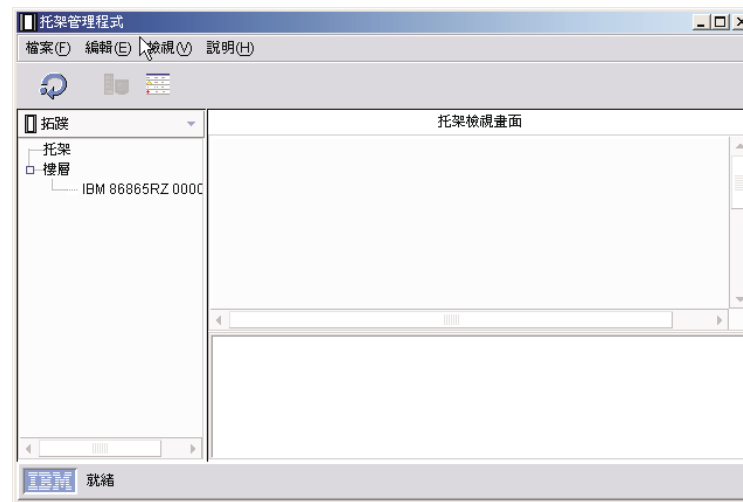 托架管理程式
檔案(F) 編輯(E) 檢視(V) 說明(H)
拓蹼
托架檢視畫面
托架
樓層
IBM 86865RZ 0000
IBM 就緒